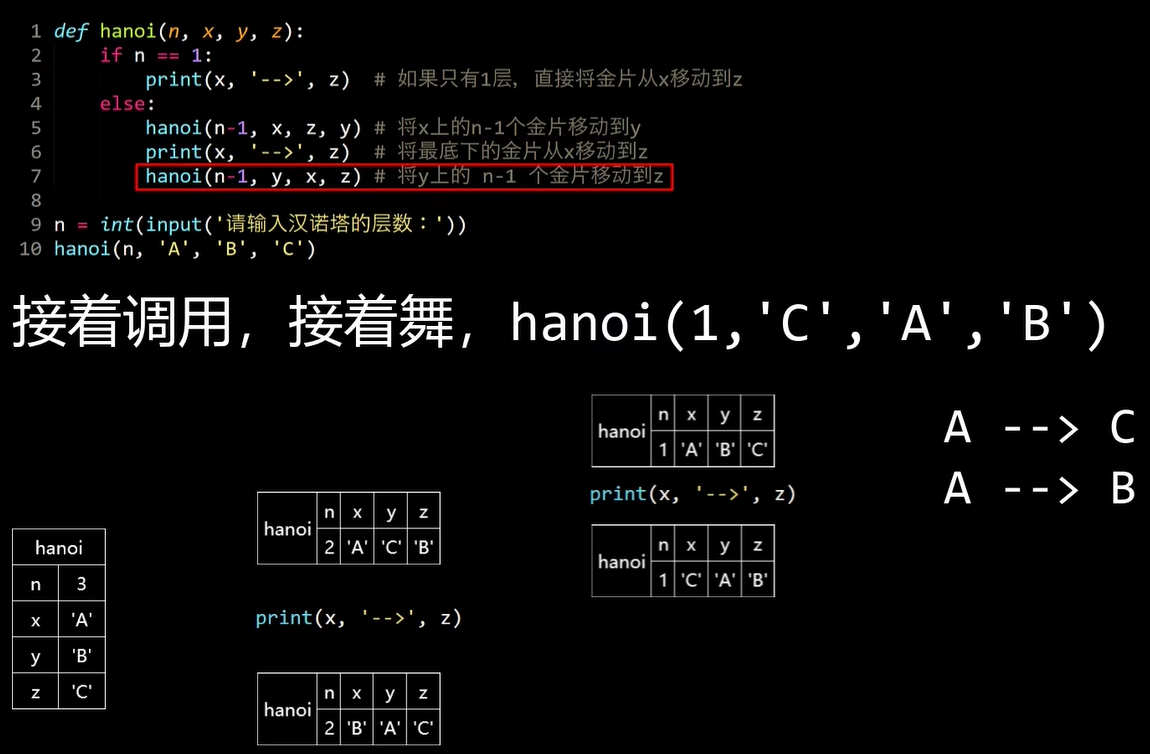 1 def hanoi(n, x, y, z):
2 if n == 1:
3 print(x, '-->', z) # 如果只有1层，直接将金片从x移动到z
4 else:
5 hanoi(n-1, x, z, y) # 将x上的n-1个金片移动到y
6 print(x, '-->', z) # 将最底下的金片从x移动到z
7 hanoi(n-1, y, x, z) # 将y上的 n-1 个金片移动到z
8
9 n = int(input('请输入汉诺塔的层数：'))
10 hanoi(n, 'A', 'B', 'C')
接着调用，接着舞，hanoi(1,'C','A','B')
hanoi
n 3
x 'A'
y 'B'
z 'C'
hanoi
n x y z
2 'A' 'C' 'B'
print(x, '-->', z)
hanoi
n x y z
2 'B' 'A' 'C'
hanoi
n x y z
1 'A' 'B' 'C'
print(x, '-->', z)
hanoi
n x y z
1 'C' 'A' 'B'
A --> C
A --> B